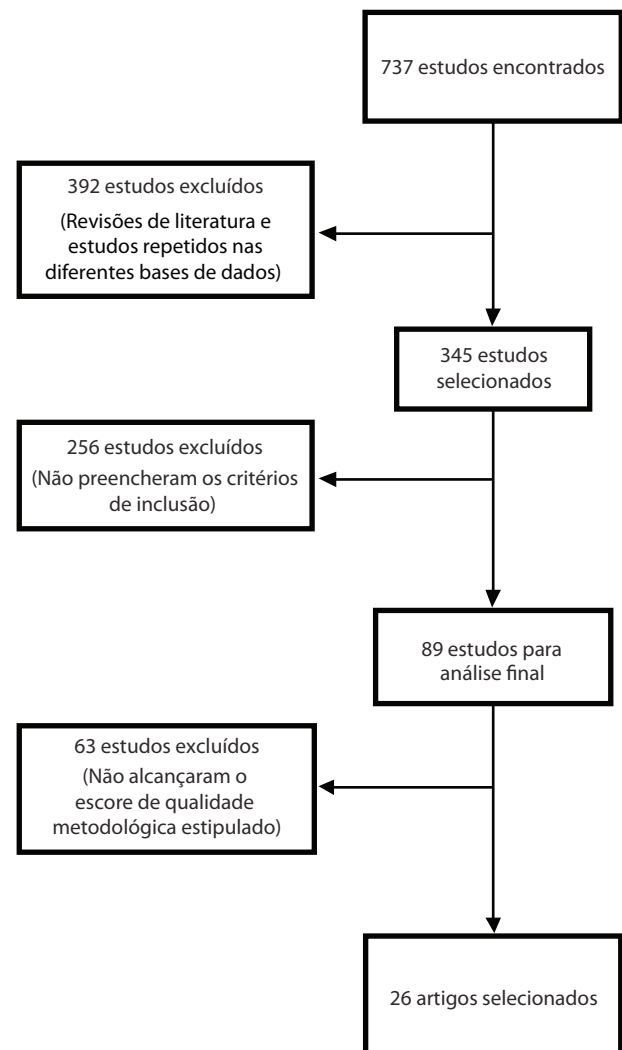 737 estudos encontrados
392 estudos excluídos
(Revisões de literatura e
estudos repetidos nas
diferentes bases de dados)
345 estudos
selecionados
256 estudos excluídos
(Não preencheram os critérios
de inclusão)
89 estudos para
análise final
63 estudos excluídos
(Não alcançaram o
escore de qualidade
metodológica estipulado)
26 artigos selecionados